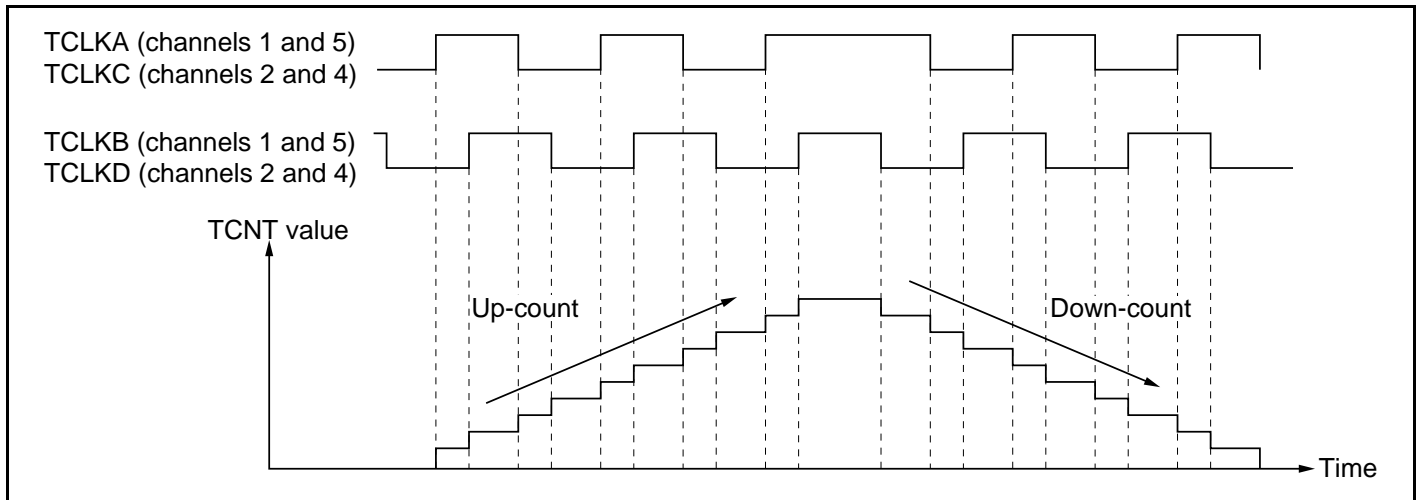 TCLKA (channels 1 and 5)
TCLKC (channels 2 and 4)
TCLKB (channels 1 and 5)
TCLKD (channels 2 and 4)
TCNT value
Up-count
Down-count
Time